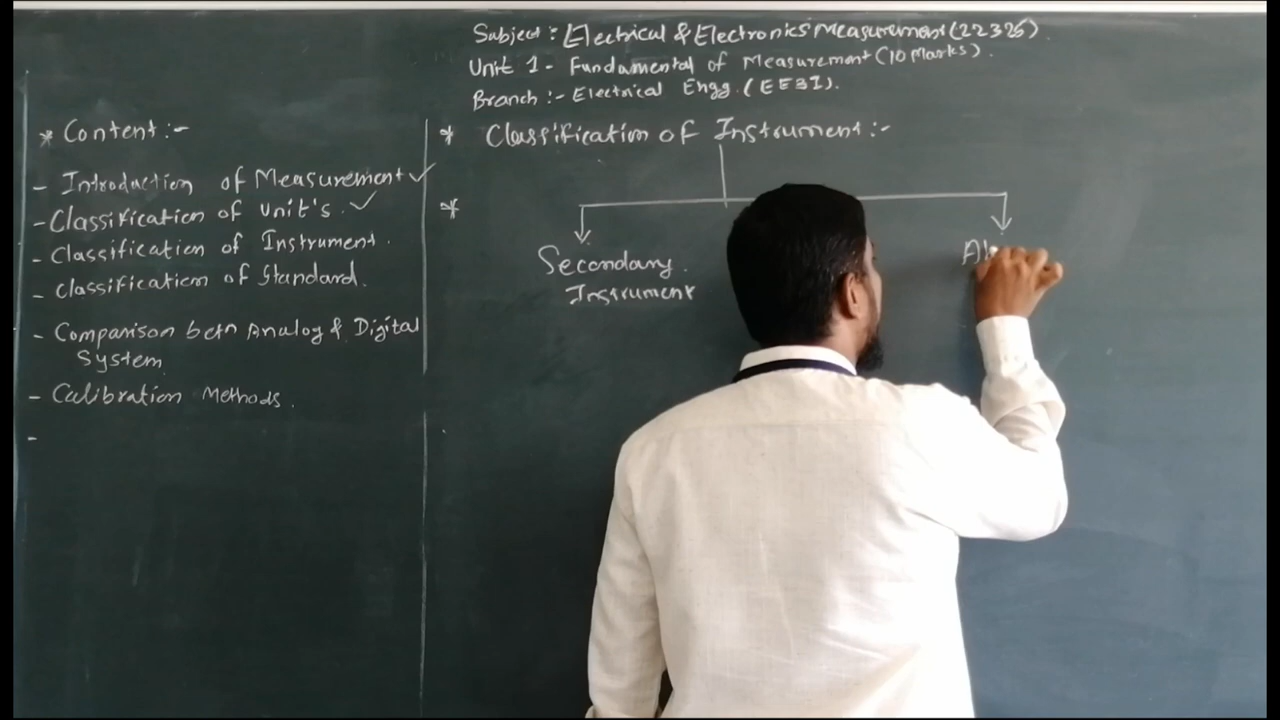 Subject : Electrical & Electronics Measurement (22325)
Unit 1 - Fundamental of Measurement (10 Marks).
Branch :- Electrical Engg. (EE3I).
* Content :-
- Introduction of Measurement ✓
- Classification of Unit's. ✓
- Classification of Instrument.
- Classification of Standard.
- Comparison betn Analog & Digital
System
- Calibration Methods.
-
* Classification of Instrument :-
*
Secondary.
Instrument